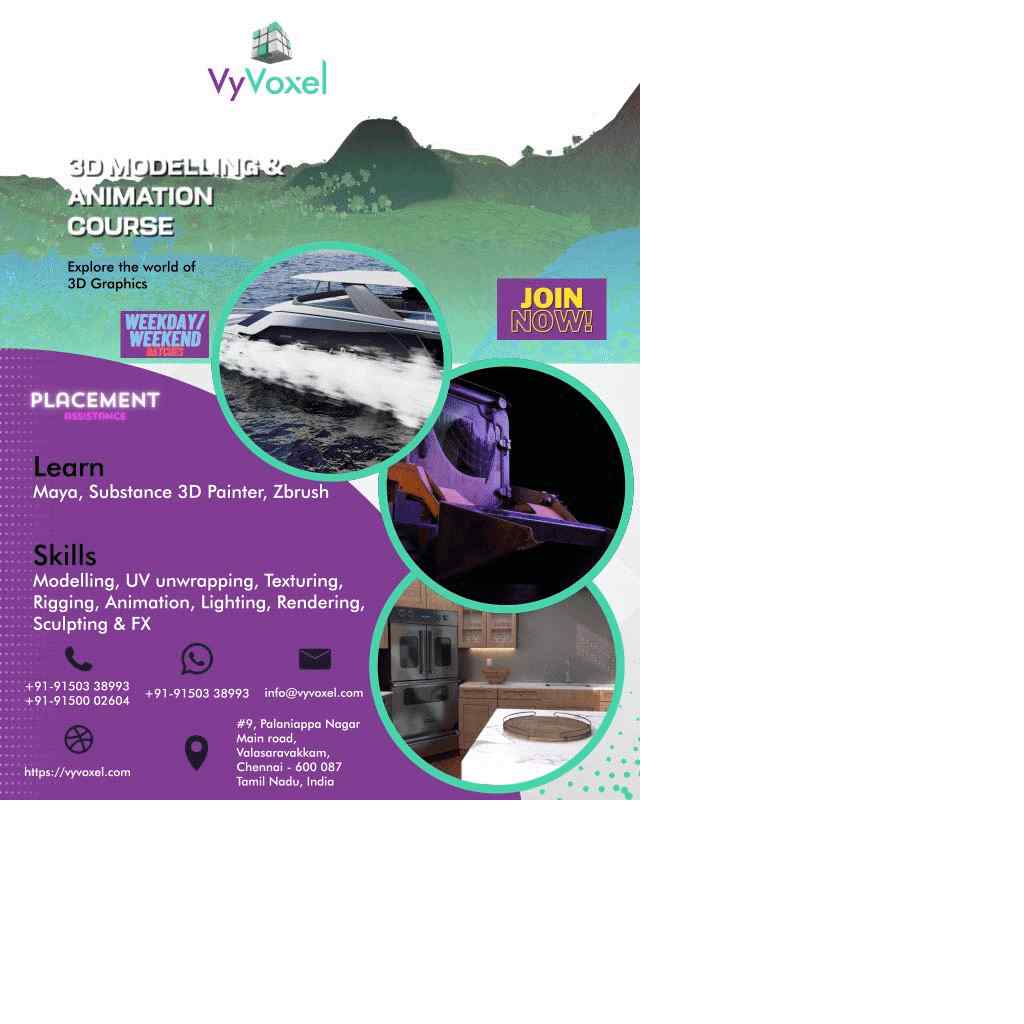 VyVoxel
3D MODELLING &
ANIMATION
COURSE
Explore the world of
3D Graphics
WEEKDAY/
WEEKEND
BATCHES
JOIN
NOW!
PLACEMENT
ASSISTANCE
Learn
Maya, Substance 3D Painter, Zbrush
Skills
Modelling, UV unwrapping, Texturing,
Rigging, Animation, Lighting, Rendering,
Sculpting & FX
+91-91503 38993
+91-91500 02604
+91-91503 38993
info@vyvoxel.com
https://vyvoxel.com
#9, Palaniappa Nagar
Main road,
Valasaravakkam,
Chennai - 600 087
Tamil Nadu, India